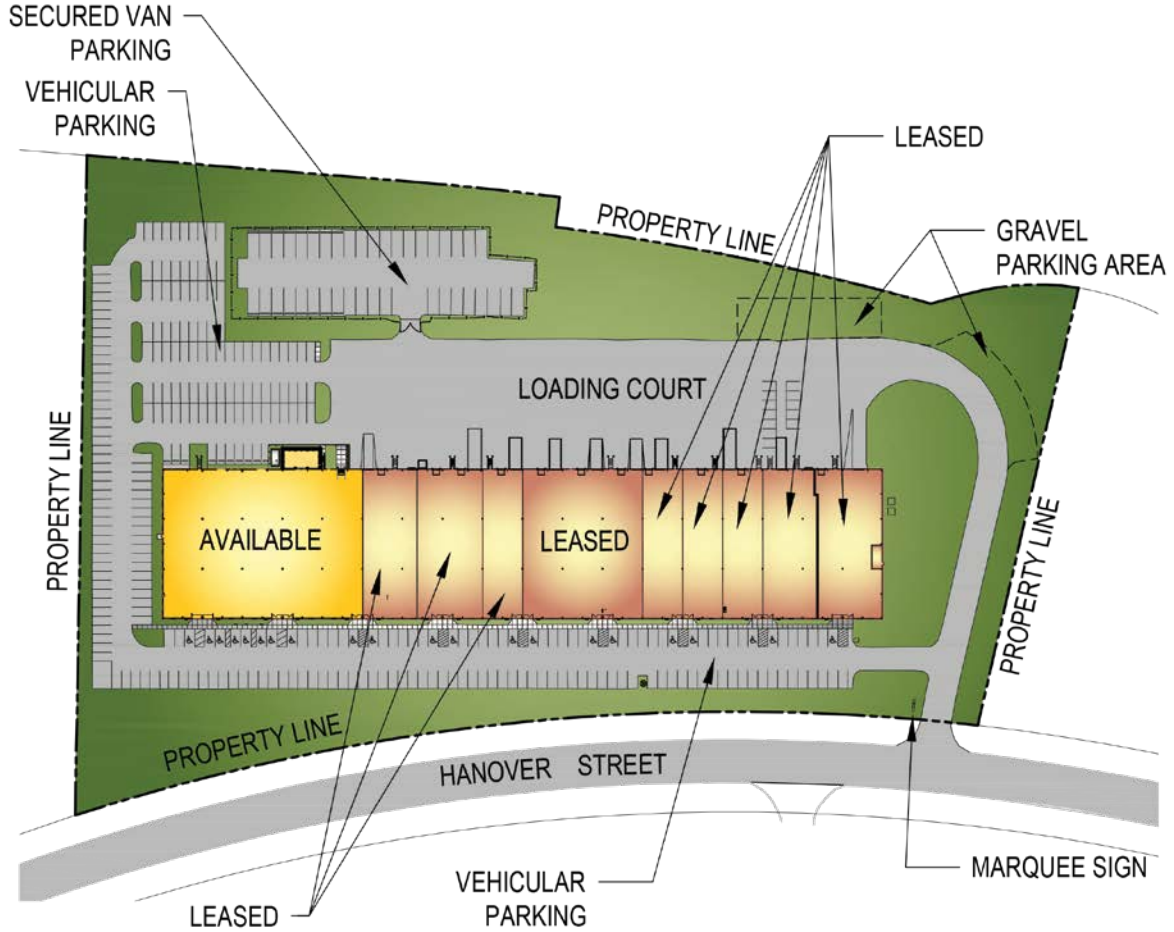 SECURED VAN
PARKING
VEHICULAR
PARKING
LEASED
PROPERTY LINE
GRAVEL
PARKING AREA
LOADING COURT
PROPERTY LINE
AVAILABLE
LEASED
PROPERTY LINE
PROPERTY LINE
HANOVER STREET
MARQUEE SIGN
VEHICULAR
PARKING
LEASED